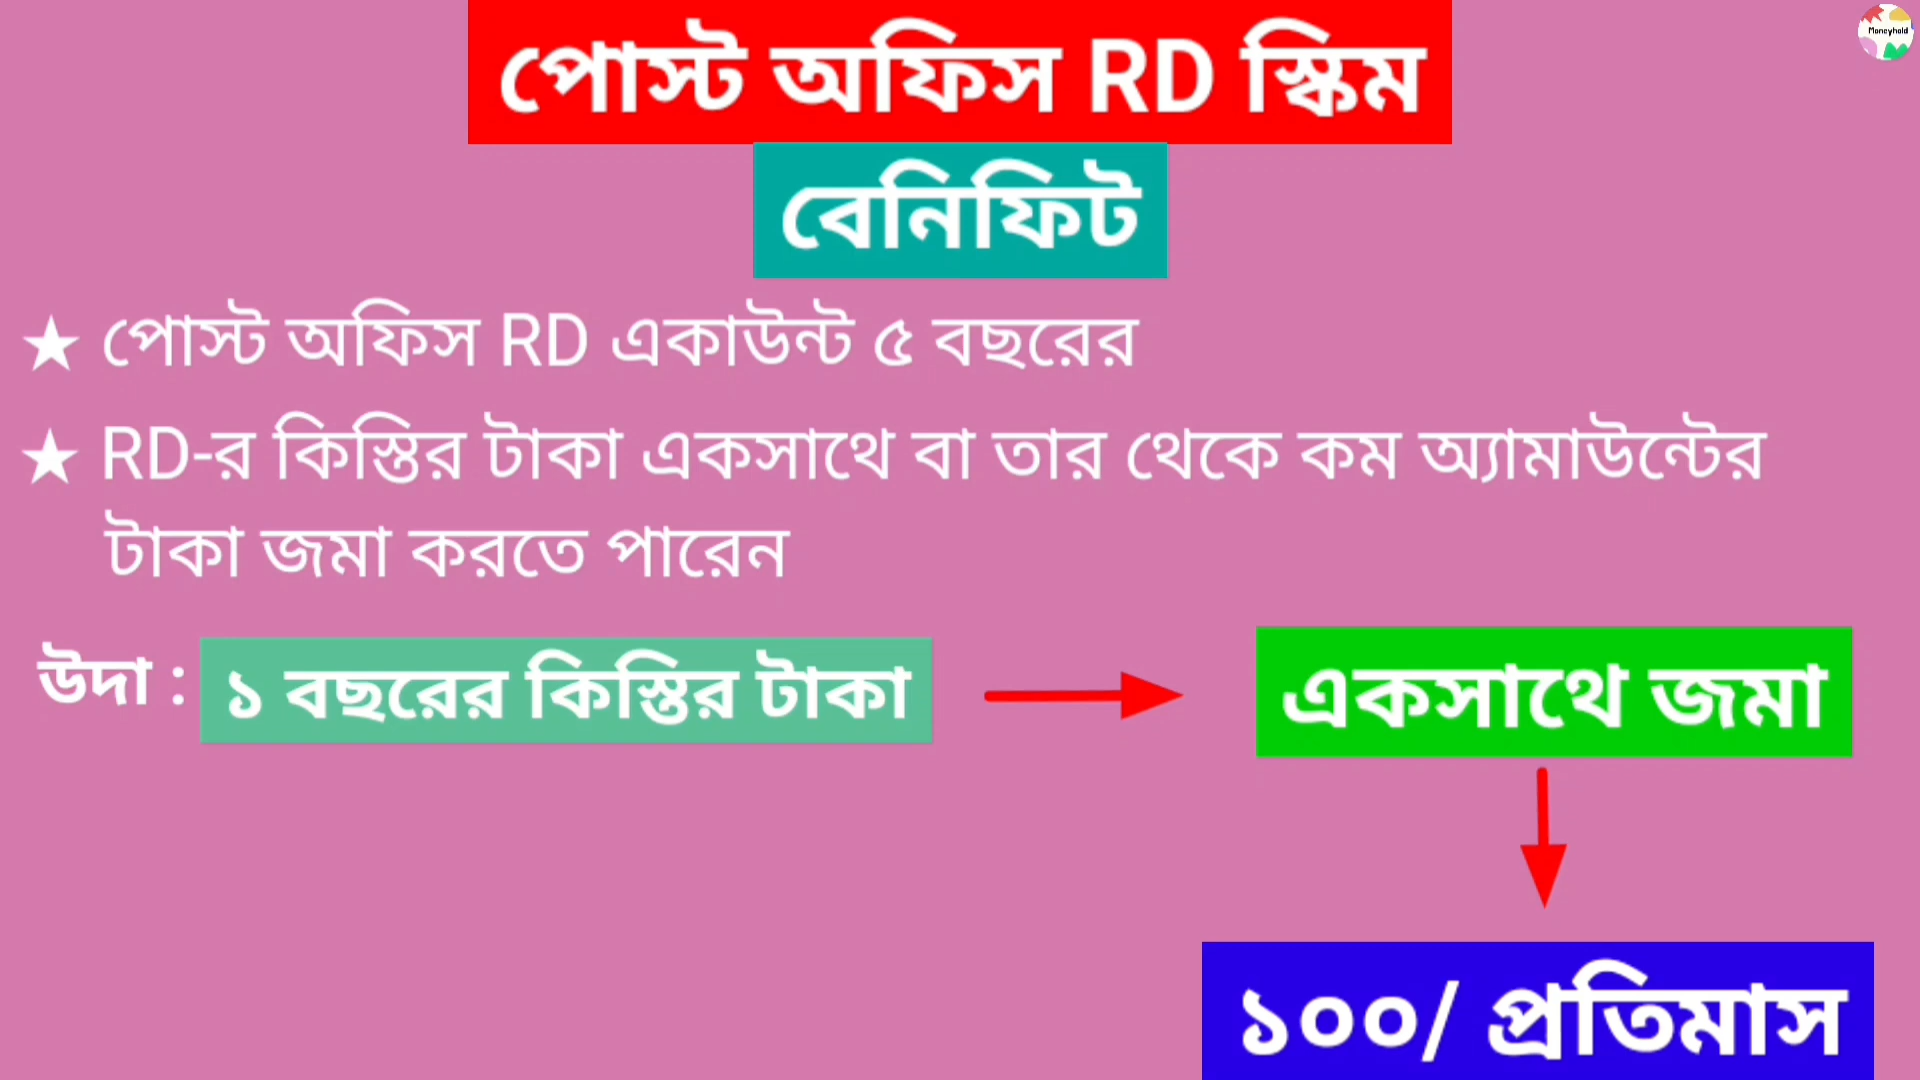 পোস্ট অফিস RD স্কিম
Moneyhold
বেনিফিট
★ পোস্ট অফিস RD একাউন্ট ৫ বছরের
★ RD-র কিস্তির টাকা একসাথে বা তার থেকে কম অ্যামাউন্টের
টাকা জমা করতে পারেন
উদা : ১ বছরের কিস্তির টাকা → একসাথে জমা
১০০/ প্রতিমাস